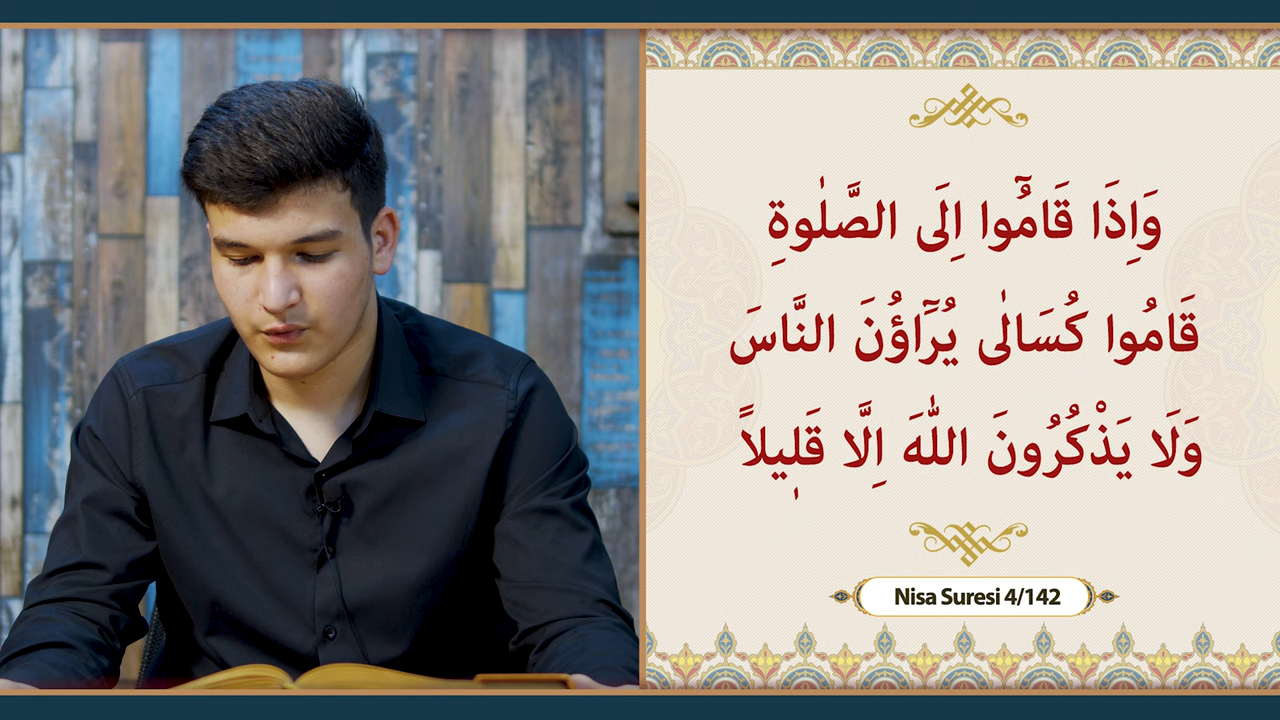 وَاِذَا قَامُٓوا اِلَى الصَّلٰوةِ
قَامُوا كُسَالٰى يُرَٓاؤُنَ النَّاسَ
وَلَا يَذْكُرُونَ اللّٰهَ اِلَّا قَلٖيلاً
Nisa Suresi 4/142